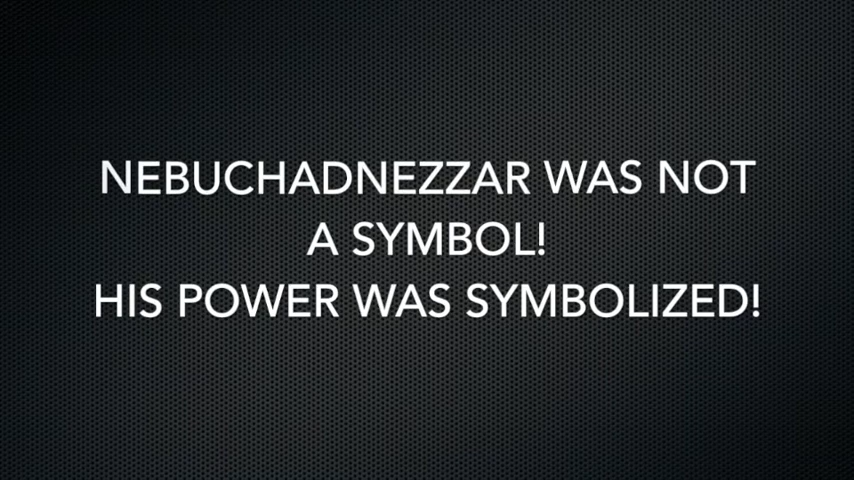 NEBUCHADNEZZAR WAS NOT
A SYMBOL!
HIS POWER WAS SYMBOLIZED!